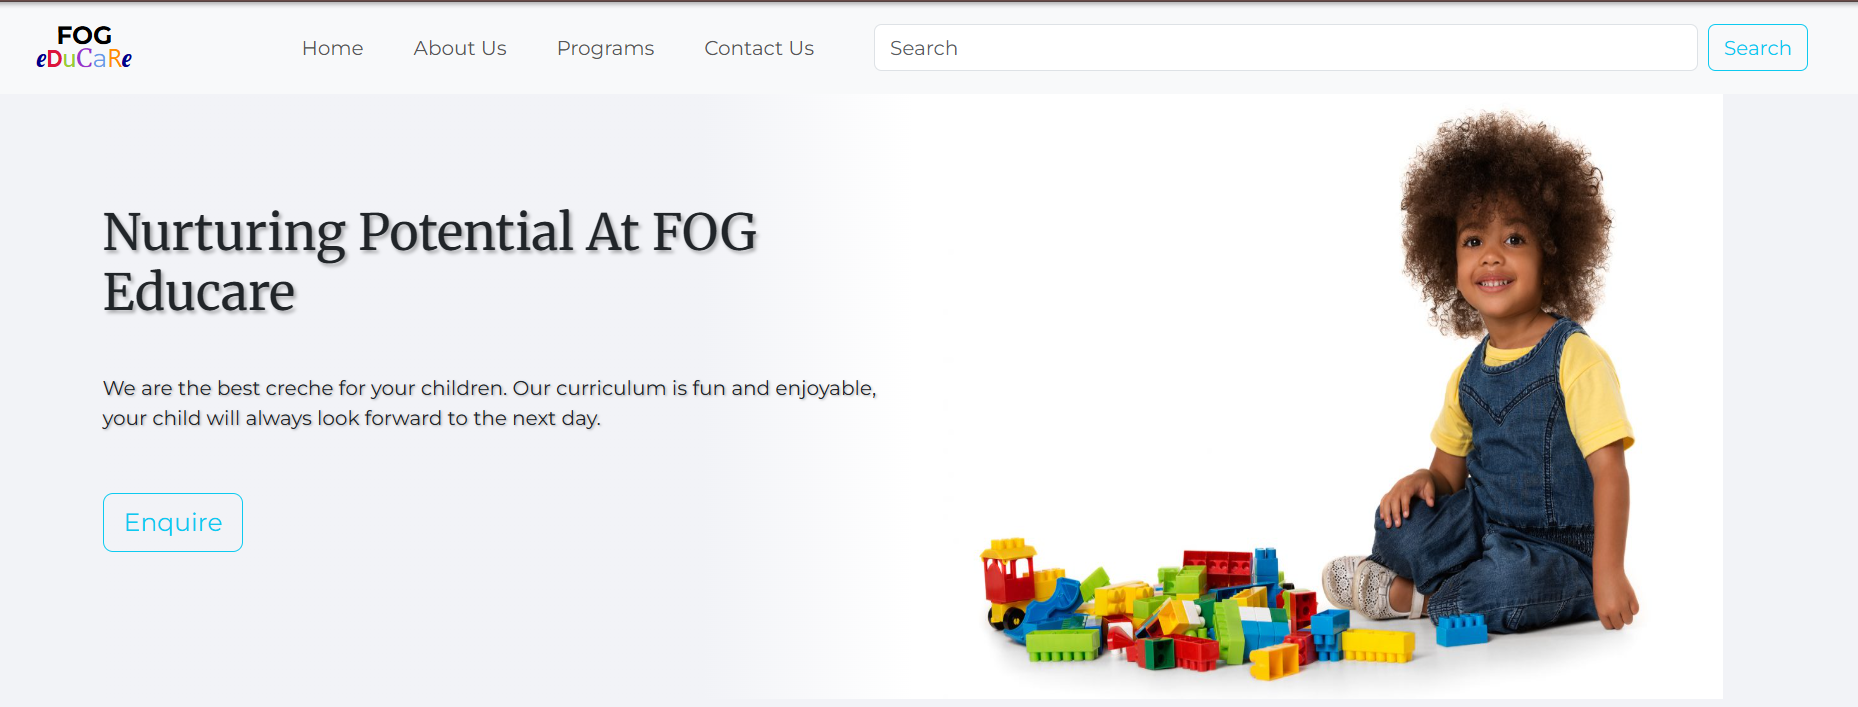 FOG
eDuCaRe
Home About Us Programs Contact Us Search Search
Nurturing Potential At FOG
Educare
We are the best creche for your children. Our curriculum is fun and enjoyable,
your child will always look forward to the next day.
Enquire